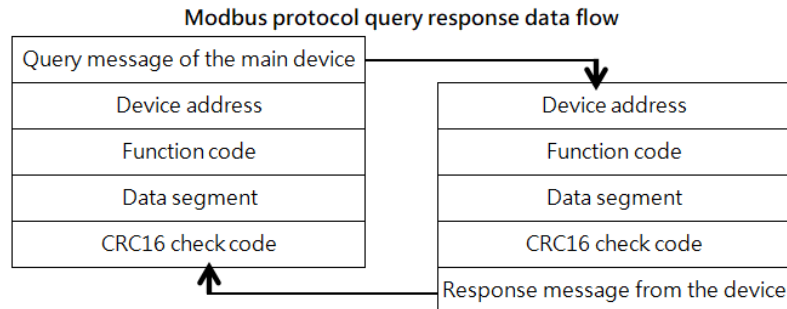 Modbus protocol query response data flow
Query message of the main device
Device address
Function code
Data segment
CRC16 check code
Device address
Function code
Data segment
CRC16 check code
Response message from the device